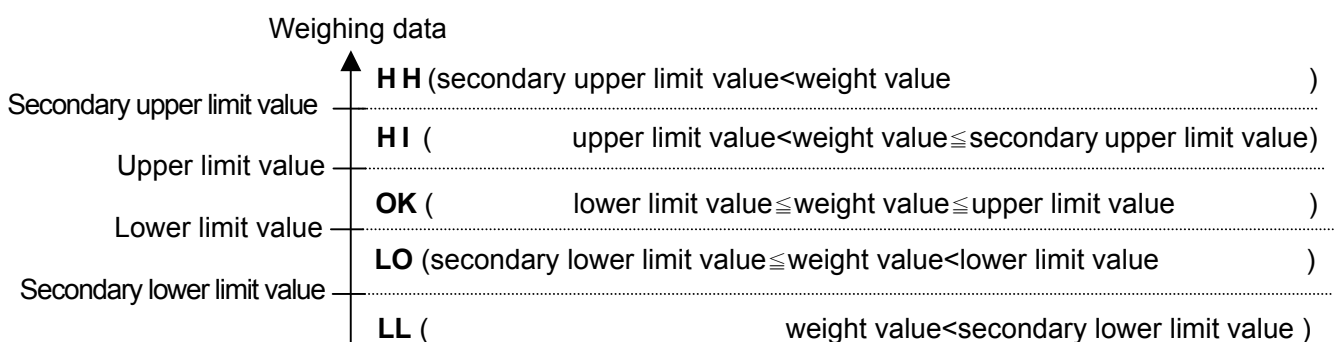 Weighing data
HH (secondary upper limit value<weight value )
Secondary upper limit value
HI ( upper limit value<weight value≦secondary upper limit value)
Upper limit value
OK ( lower limit value≦weight value≦upper limit value )
Lower limit value
LO (secondary lower limit value≦weight value<lower limit value )
Secondary lower limit value
LL ( weight value<secondary lower limit value )